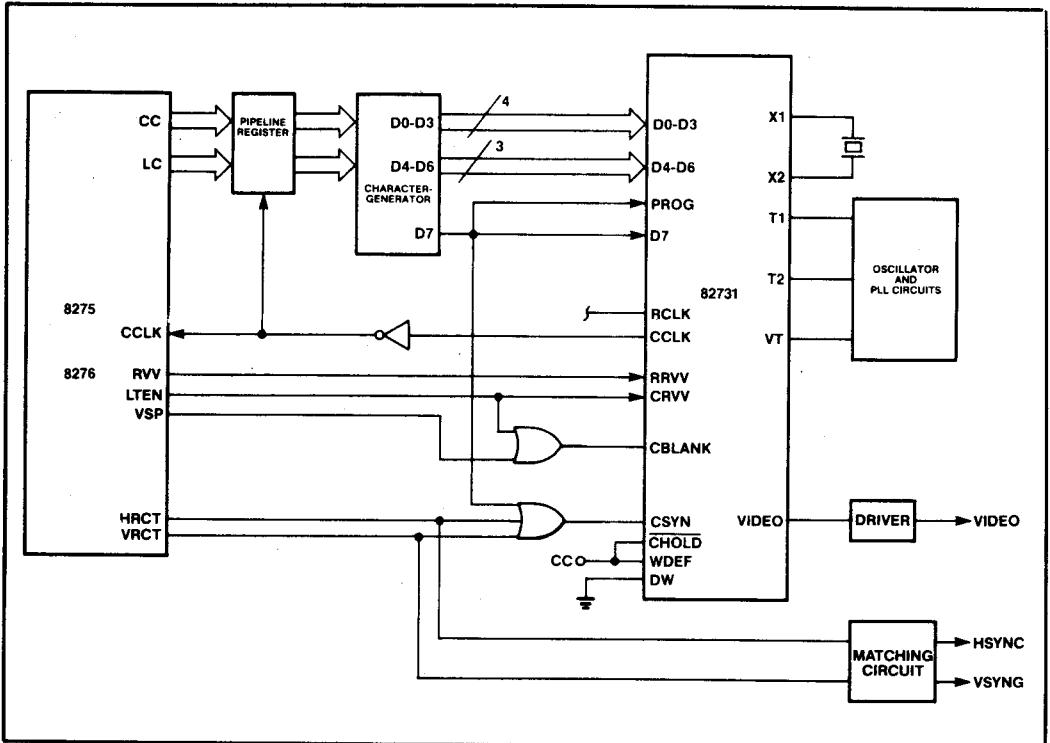 8275
8276
CC
LC
CCLK
RVV
LTEN
VSP
HRCT
VRCT
PIPELINE
REGISTER
D0-D3
D4-D6
CHARACTER-
GENERATOR
D7
4
3
82731
D0-D3
D4-D6
PROG
D7
RCLK
CCLK
RRVV
CRVV
CBLANK
CSYN
CHOLD
WDEF
DW
CC
X1
X2
T1
T2
VT
VIDEO
OSCILLATOR
AND
PLL CIRCUITS
DRIVER
VIDEO
MATCHING
CIRCUIT
HSYNC
VSYNG